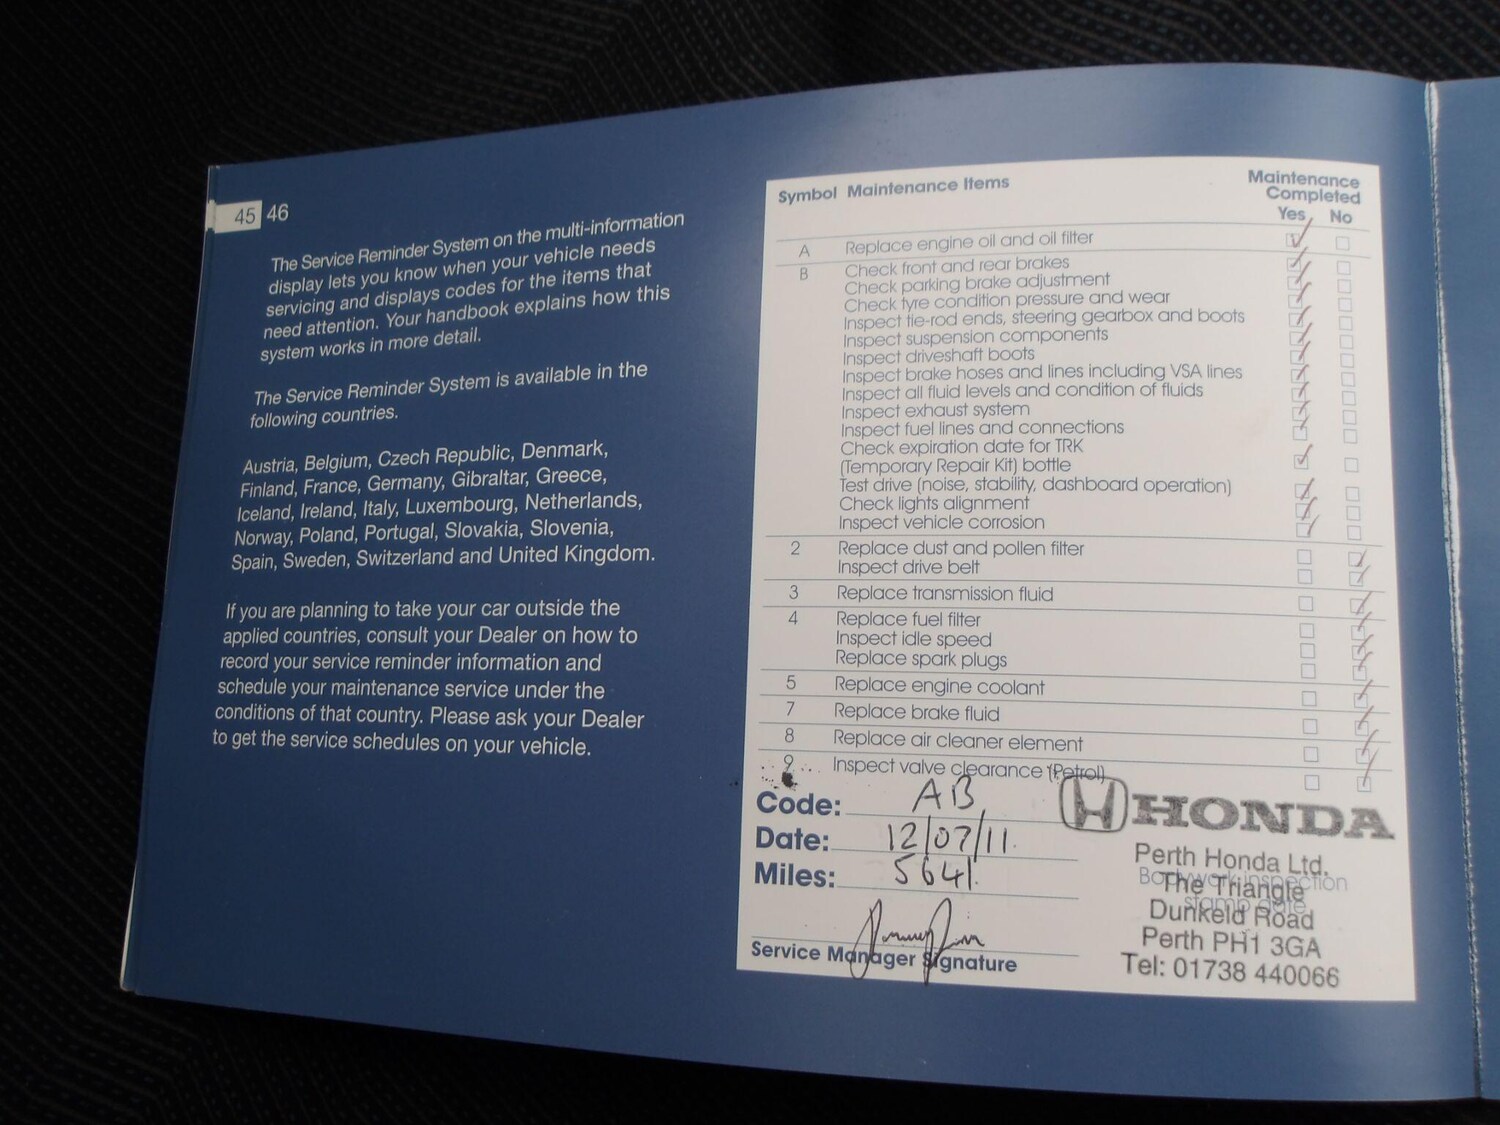 45 46
The Service Reminder System on the multi-information
display lets you know when your vehicle needs
servicing and displays codes for the items that
need attention. Your handbook explains how this
system works in more detail.
The Service Reminder System is available in the
following countries.
Austria, Belgium, Czech Republic, Denmark,
Finland, France, Germany, Gibraltar, Greece,
Iceland, Ireland, Italy, Luxembourg, Netherlands,
Norway, Poland, Portugal, Slovakia, Slovenia,
Spain, Sweden, Switzerland and United Kingdom.
If you are planning to take your car outside the
applied countries, consult your Dealer on how to
record your service reminder information and
schedule your maintenance service under the
conditions of that country. Please ask your Dealer
to get the service schedules on your vehicle.
Symbol Maintenance Items Maintenance
Completed
Yes No
A Replace engine oil and oil filter
B Check front and rear brakes
Check parking brake adjustment
Check tyre condition pressure and wear
Inspect tie-rod ends, steering gearbox and boots
Inspect suspension components
Inspect driveshaft boots
Inspect brake hoses and lines including VSA lines
Inspect all fluid levels and condition of fluids
Inspect exhaust system
Inspect fuel lines and connections
Check expiration date for TRK
(Temporary Repair Kit) bottle
Test drive (noise, stability, dashboard operation)
Check lights alignment
Inspect vehicle corrosion
2 Replace dust and pollen filter
Inspect drive belt
3 Replace transmission fluid
4 Replace fuel filter
Inspect idle speed
Replace spark plugs
5 Replace engine coolant
7 Replace brake fluid
8 Replace air cleaner element
9 Inspect valve clearance (Petrol)
Code: AB
Date: 12/07/11.
Miles: 5641.
Service Manager Signature
HONDA
Perth Honda Ltd.
Bodywork inspection
The Triangle
stamp date
Dunkeld Road
Perth PH1 3GA
Tel: 01738 440066